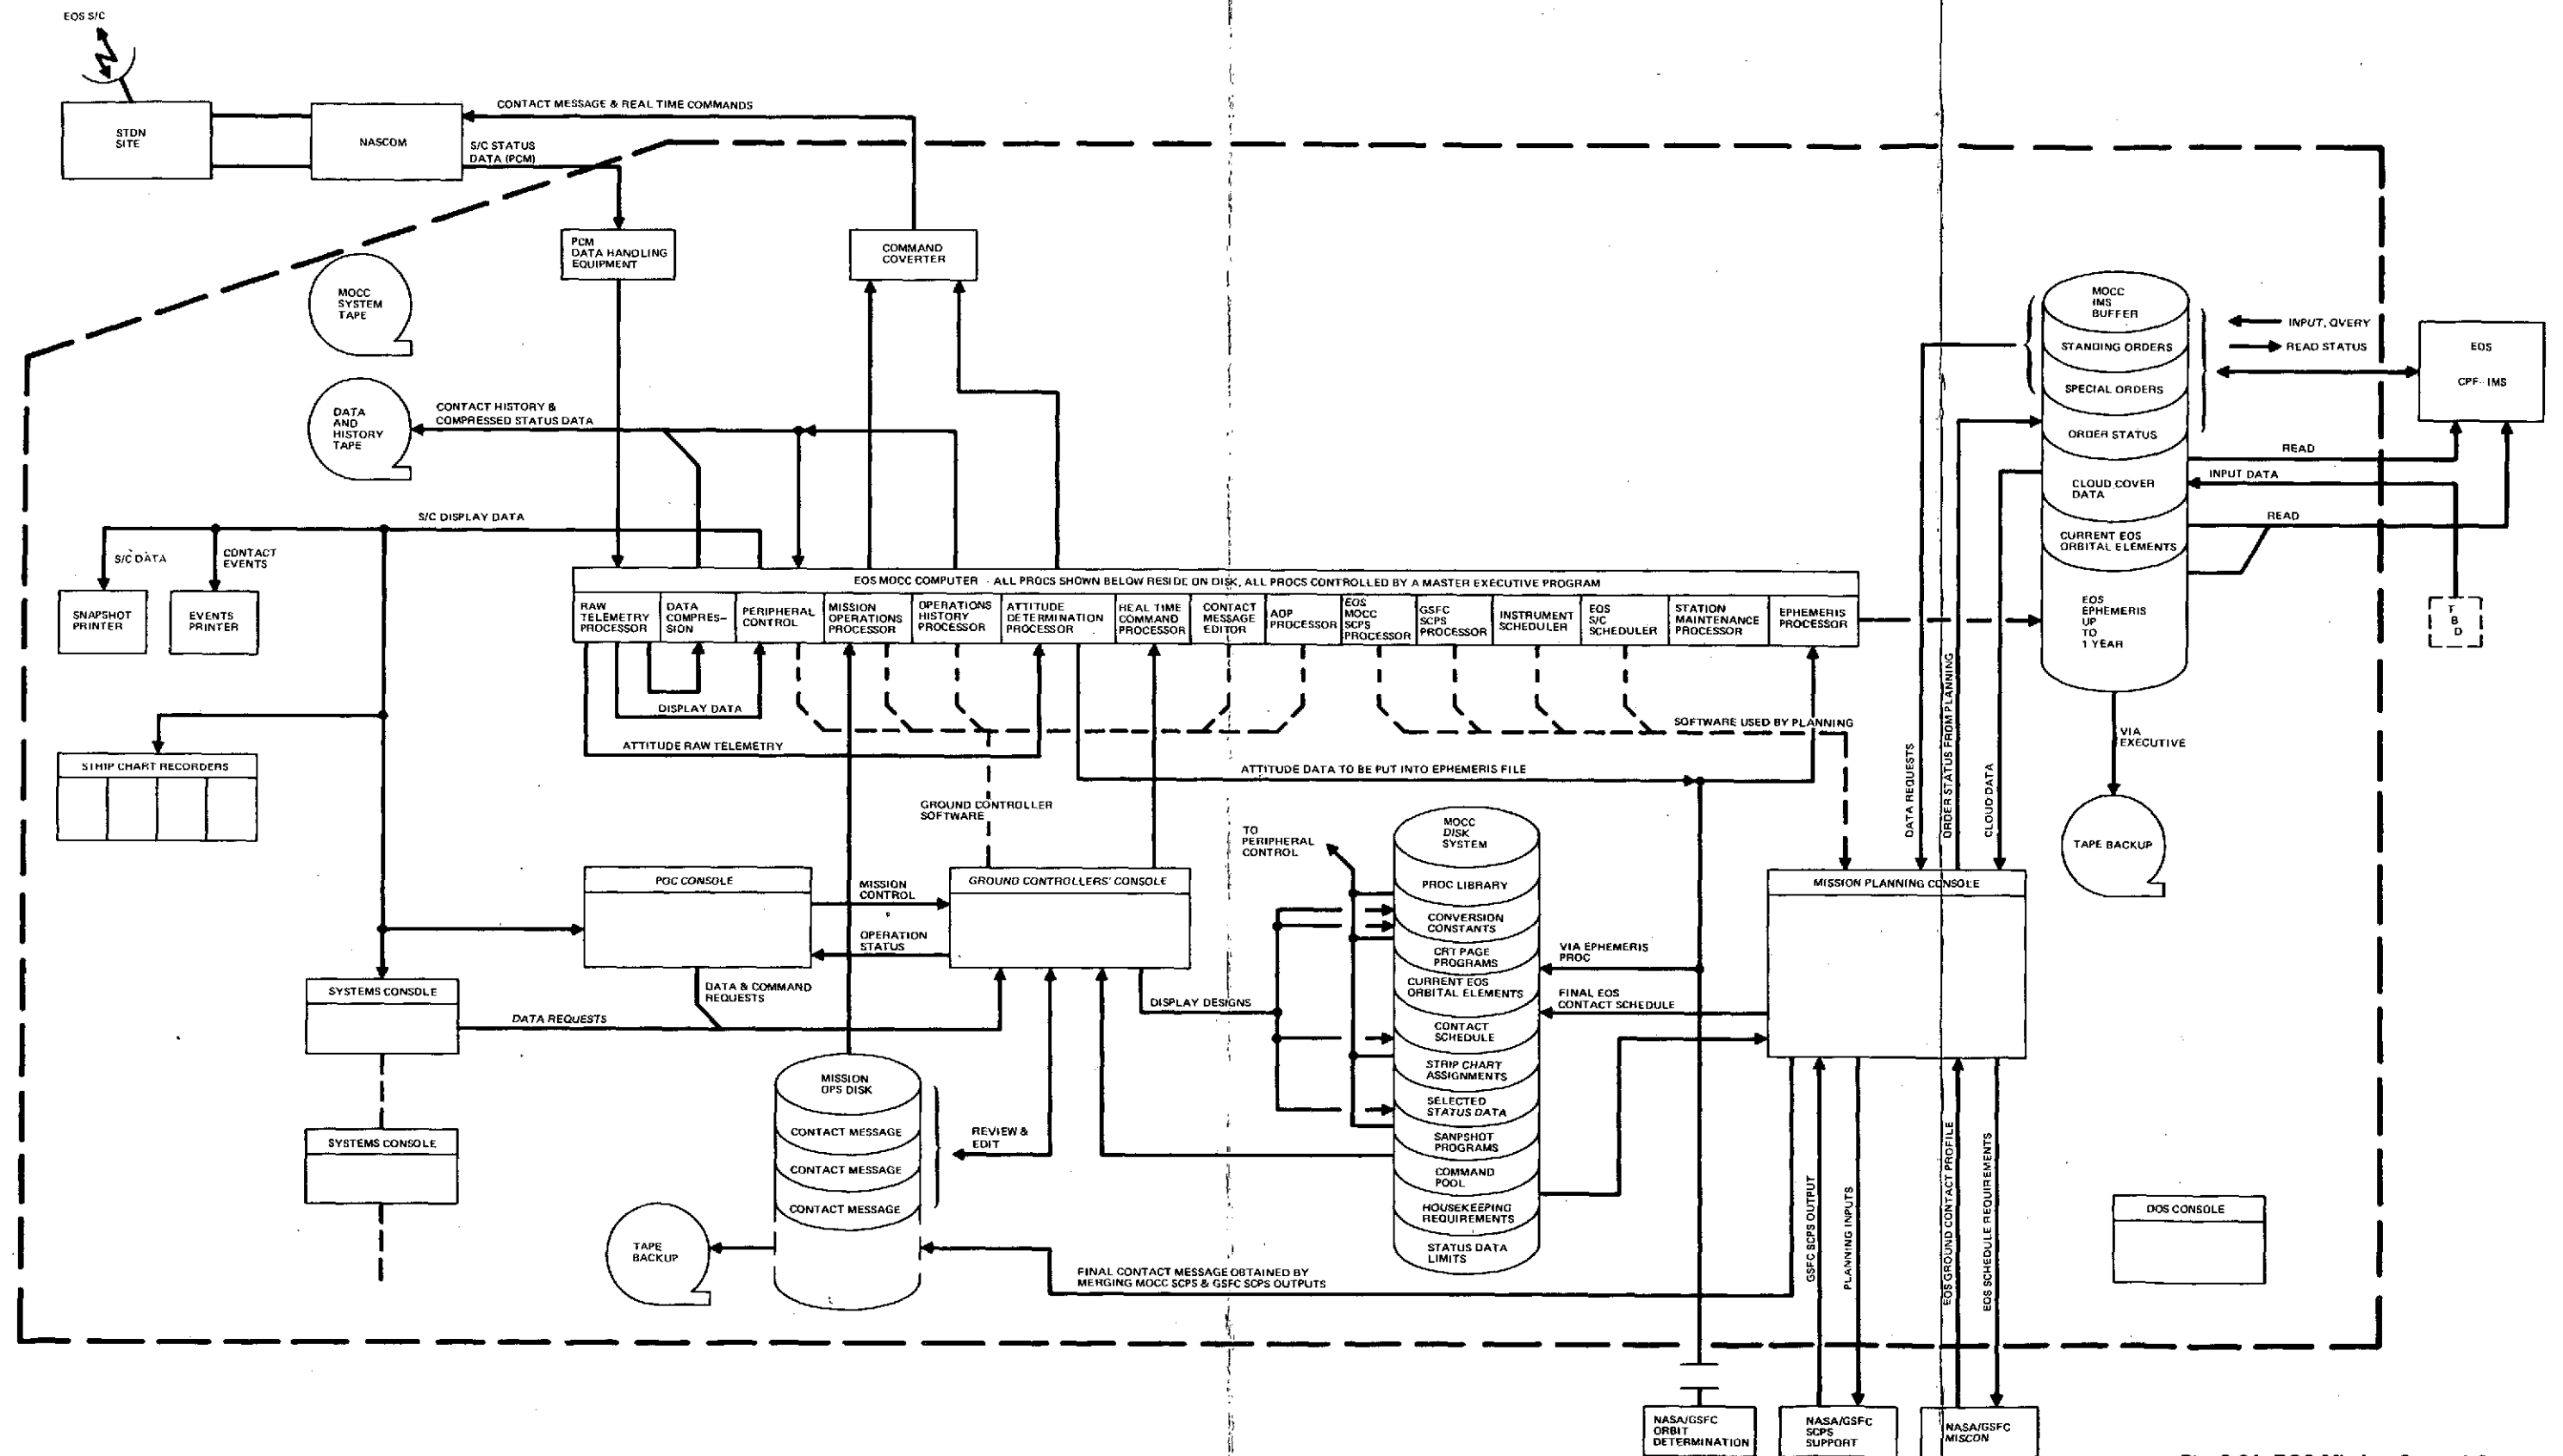 EOS S/C
STDN
SITE
NASCOM
CONTACT MESSAGE & REAL TIME COMMANDS
S/C STATUS
DATA (PCM)
PCM
DATA HANDLING
EQUIPMENT
COMMAND
COVERTER
MOCC
SYSTEM
TAPE
DATA
AND
HISTORY
TAPE
CONTACT HISTORY &
COMPRESSED STATUS DATA
S/C DISPLAY DATA
S/C DATA
CONTACT
EVENTS
SNAPSHOT
PRINTER
EVENTS
PRINTER
STRIP CHART RECORDERS
EOS MOCC COMPUTER - ALL PROCS SHOWN BELOW RESIDE ON DISK, ALL PROCS CONTROLLED BY A MASTER EXECUTIVE PROGRAM
RAW
TELEMETRY
PROCESSOR
DATA
COMPRES-
SION
PERIPHERAL
CONTROL
MISSION
OPERATIONS
PROCESSOR
OPERATIONS
HISTORY
PROCESSOR
ATTITUDE
DETERMINATION
PROCESSOR
REAL TIME
COMMAND
PROCESSOR
CONTACT
MESSAGE
EDITOR
AOP
PROCESSOR
EOS
MOCC
SCPS
PROCESSOR
GSFC
SCPS
PROCESSOR
INSTRUMENT
SCHEDULER
EOS
S/C
SCHEDULER
STATION
MAINTENANCE
PROCESSOR
EPHEMERIS
PROCESSOR
DISPLAY DATA
ATTITUDE RAW TELEMETRY
SOFTWARE USED BY PLANNING
ATTITUDE DATA TO BE PUT INTO EPHEMERIS FILE
GROUND CONTROLLER
SOFTWARE
MOCC
IMS
BUFFER
STANDING ORDERS
SPECIAL ORDERS
ORDER STATUS
CLOUD COVER
DATA
CURRENT EOS
ORBITAL ELEMENTS
EOS
EPHEMERIS
UP
TO
1 YEAR
INPUT, QVERY
READ STATUS
EOS
CPF-IMS
READ
INPUT DATA
READ
T
B
D
VIA
EXECUTIVE
TAPE BACKUP
DATA REQUESTS
ORDER STATUS FROM PLANNING
CLOUD DATA
POC CONSOLE
MISSION
CONTROL
OPERATION
STATUS
GROUND CONTROLLERS' CONSOLE
DATA & COMMAND
REQUESTS
DATA REQUESTS
SYSTEMS CONSOLE
SYSTEMS CONSOLE
DISPLAY DESIGNS
TO
PERIPHERAL
CONTROL
MOCC
DISK
SYSTEM
PROC LIBRARY
CONVERSION
CONSTANTS
CRT PAGE
PROGRAMS
CURRENT EOS
ORBITAL ELEMENTS
CONTACT
SCHEDULE
STRIP CHART
ASSIGNMENTS
SELECTED
STATUS DATA
SANPSHOT
PROGRAMS
COMMAND
POOL
HOUSEKEEPING
REQUIREMENTS
STATUS DATA
LIMITS
VIA EPHEMERIS
PROC
FINAL EOS
CONTACT SCHEDULE
MISSION PLANNING CONSOLE
MISSION
OPS DISK
CONTACT MESSAGE
CONTACT MESSAGE
CONTACT MESSAGE
REVIEW &
EDIT
TAPE
BACKUP
FINAL CONTACT MESSAGE OBTAINED BY
MERGING MOCC SCPS & GSFC SCPS OUTPUTS
GSFC SCPS OUTPUT
PLANNING INPUTS
EOS GROUND CONTACT PROFILE
EOS SCHEDULE REQUIREMENTS
DOS CONSOLE
NASA/GSFC
ORBIT
DETERMINATION
NASA/GSFC
SCPS
SUPPORT
NASA/GSFC
MISCON